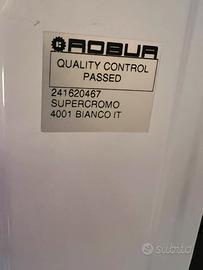 ROBUR
QUALITY CONTROL
PASSED
241620467
SUPERCROMO
4001 BIANCO IT
subito